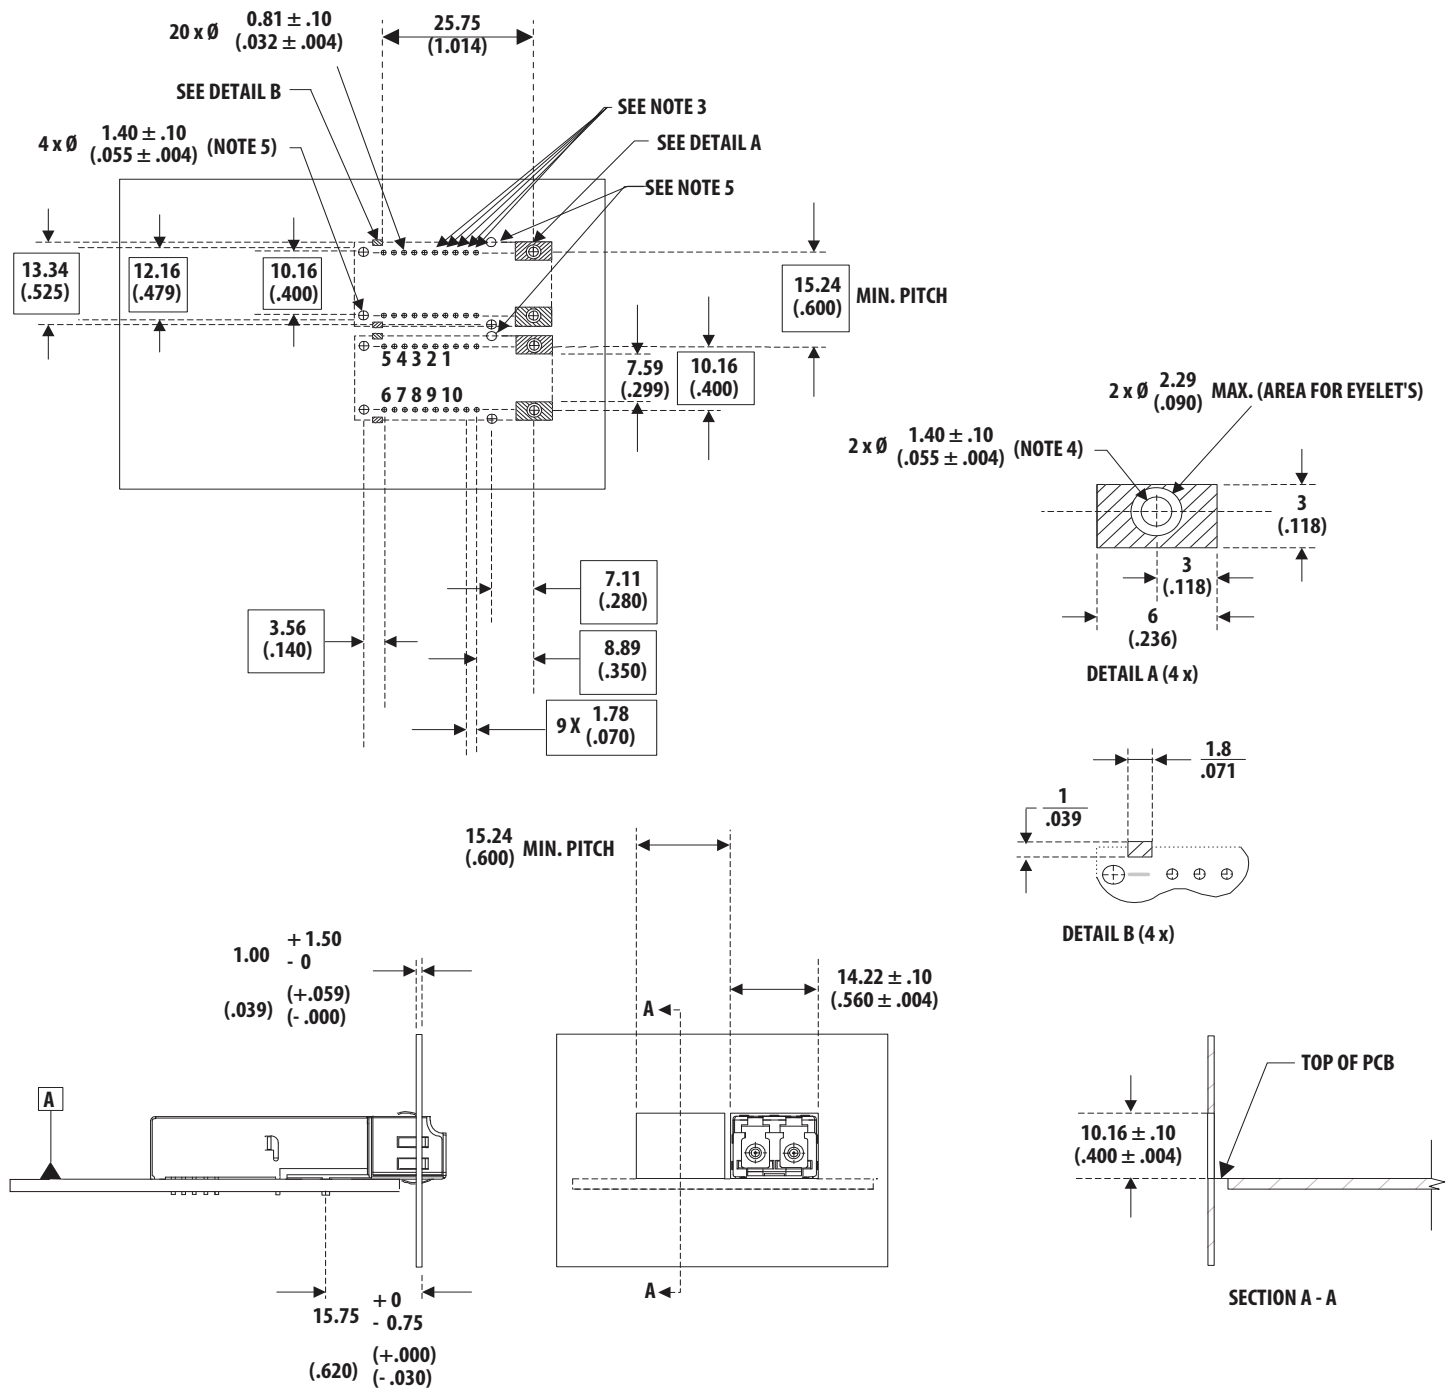 20 x Ø 0.81 ± .10
(.032 ± .004)
25.75
(1.014)
SEE DETAIL B
SEE NOTE 3
4 x Ø 1.40 ± .10 (NOTE 5)
(.055 ± .004)
SEE DETAIL A
SEE NOTE 5
13.34
(.525)
12.16
(.479)
10.16
(.400)
15.24
(.600)
MIN. PITCH
5 4 3 2 1
6 7 8 9 10
7.59
(.299)
10.16
(.400)
2 x Ø 2.29 MAX. (AREA FOR EYELET'S)
(.090)
2 x Ø 1.40 ± .10 (NOTE 4)
(.055 ± .004)
3
(.118)
3
(.118)
6
(.236)
DETAIL A (4 x)
7.11
(.280)
3.56
(.140)
8.89
(.350)
9 X 1.78
(.070)
1.8
.071
1
.039
DETAIL B (4 x)
15.24
(.600)
MIN. PITCH
1.00 + 1.50
- 0
(.039) (+.059)
(- .000)
14.22 ± .10
(.560 ± .004)
A
A
A
TOP OF PCB
10.16 ± .10
(.400 ± .004)
SECTION A - A
15.75 + 0
- 0.75
(.620) (+.000)
(- .030)